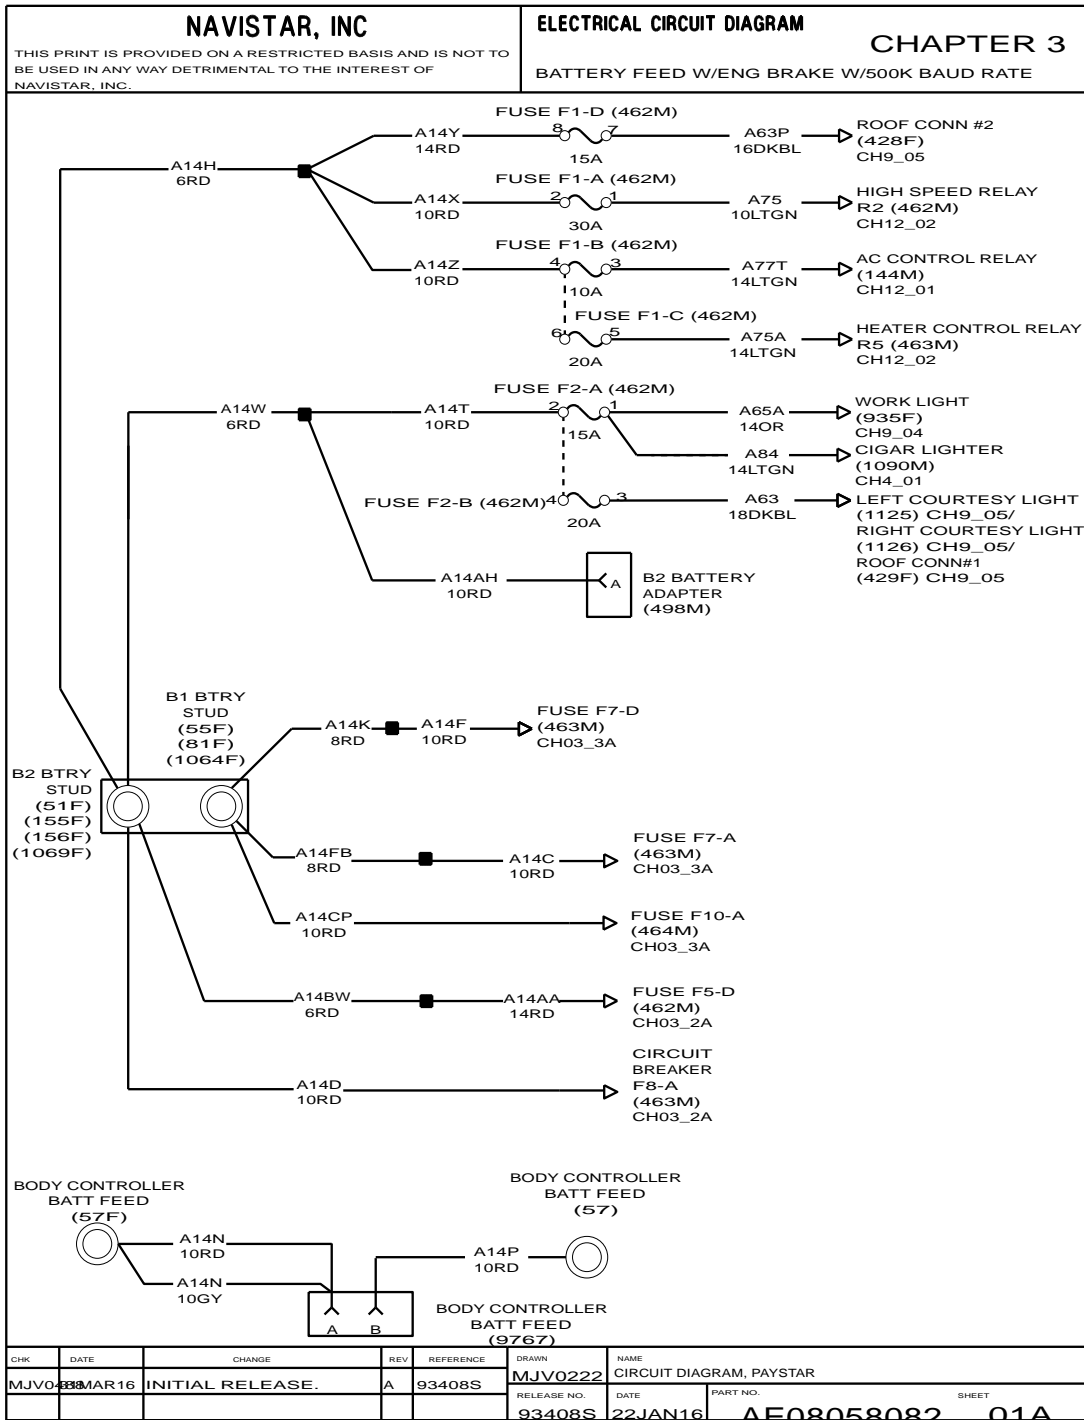 NAVISTAR, INC
THIS PRINT IS PROVIDED ON A RESTRICTED BASIS AND IS NOT TO
BE USED IN ANY WAY DETRIMENTAL TO THE INTEREST OF
NAVISTAR, INC.
ELECTRICAL CIRCUIT DIAGRAM
CHAPTER 3
BATTERY FEED W/ENG BRAKE W/500K BAUD RATE
FUSE F1-D (462M)
A14Y
14RD
8
7
15A
A63P
16DKBL
ROOF CONN #2
(428F)
CH9_05
A14H
6RD
FUSE F1-A (462M)
A14X
10RD
2
1
30A
A75
10LTGN
HIGH SPEED RELAY
R2 (462M)
CH12_02
FUSE F1-B (462M)
A14Z
10RD
4
3
10A
A77T
14LTGN
AC CONTROL RELAY
(144M)
CH12_01
FUSE F1-C (462M)
6
5
20A
A75A
14LTGN
HEATER CONTROL RELAY
R5 (463M)
CH12_02
FUSE F2-A (462M)
A14W
6RD
A14T
10RD
2
1
15A
A65A
14OR
WORK LIGHT
(935F)
CH9_04
A84
14LTGN
CIGAR LIGHTER
(1090M)
CH4_01
FUSE F2-B (462M)
4
3
20A
A63
18DKBL
LEFT COURTESY LIGHT
(1125) CH9_05/
RIGHT COURTESY LIGHT
(1126) CH9_05/
ROOF CONN#1
(429F) CH9_05
A14AH
10RD
A
B2 BATTERY
ADAPTER
(498M)
B1 BTRY
STUD
(55F)
(81F)
(1064F)
A14K
8RD
A14F
10RD
FUSE F7-D
(463M)
CH03_3A
B2 BTRY
STUD
(51F)
(155F)
(156F)
(1069F)
A14FB
8RD
A14C
10RD
FUSE F7-A
(463M)
CH03_3A
A14CP
10RD
FUSE F10-A
(464M)
CH03_3A
A14BW
6RD
A14AA
14RD
FUSE F5-D
(462M)
CH03_2A
A14D
10RD
CIRCUIT
BREAKER
F8-A
(463M)
CH03_2A
BODY CONTROLLER
BATT FEED
(57F)
BODY CONTROLLER
BATT FEED
(57)
A14N
10RD
A14N
10GY
A14P
10RD
A B
BODY CONTROLLER
BATT FEED
(9767)
CHK DATE CHANGE REV REFERENCE
INITIAL RELEASE. A 93408S
DRAWN
MJV0222
NAME
CIRCUIT DIAGRAM, PAYSTAR
RELEASE NO.
93408S
DATE
22JAN16
PART NO.
AE08058082
SHEET
01A